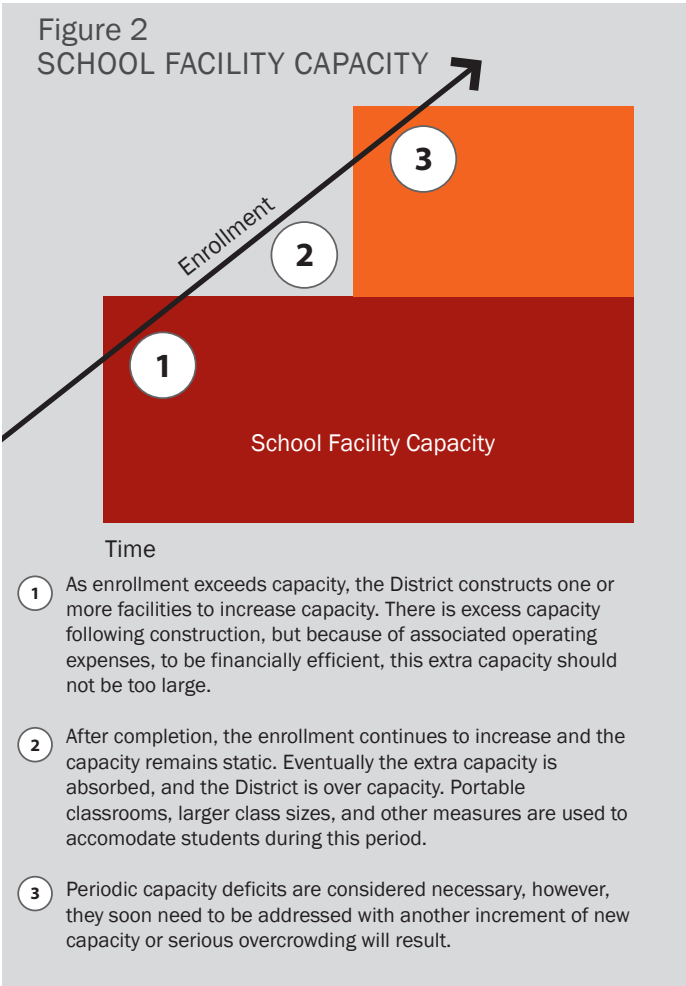 Figure 2
SCHOOL FACILITY CAPACITY
3
Enrollment
2
1
School Facility Capacity
Time
1 As enrollment exceeds capacity, the District constructs one or
more facilities to increase capacity. There is excess capacity
following construction, but because of associated operating
expenses, to be financially efficient, this extra capacity should
not be too large.
2 After completion, the enrollment continues to increase and the
capacity remains static. Eventually the extra capacity is
absorbed, and the District is over capacity. Portable
classrooms, larger class sizes, and other measures are used to
accomodate students during this period.
3 Periodic capacity deficits are considered necessary, however,
they soon need to be addressed with another increment of new
capacity or serious overcrowding will result.